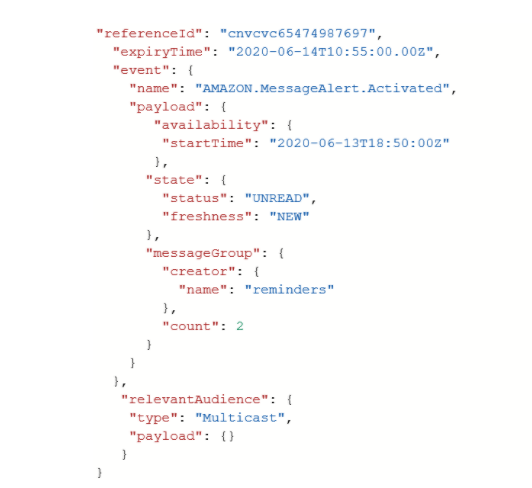 "referenceId": "cnvcvc65474987697",
"expiryTime": "2020-06-14T10:55:00.00Z",
"event": {
"name": "AMAZON.MessageAlert.Activated",
"payload": {
"availability": {
"startTime": "2020-06-13T18:50:00Z"
},
"state": {
"status": "UNREAD",
"freshness": "NEW"
},
"messageGroup": {
"creator": {
"name": "reminders"
},
"count": 2
}
}
},
"relevantAudience": {
"type": "Multicast",
"payload": {}
}
}